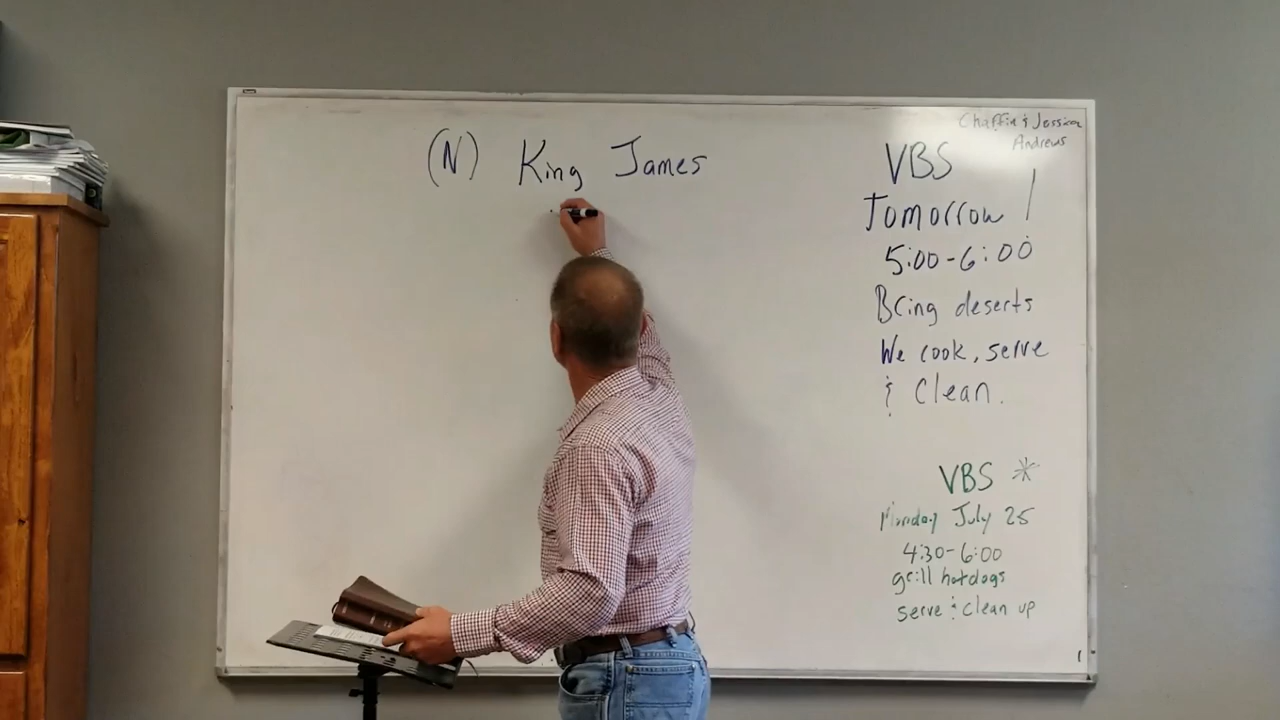 (N) King James
Chaffin & Jessica
Andrews
VBS
Tomorrow !
5:00-6:00
Bring deserts
We cook, serve
& Clean.
VBS *
Monday July 25
4:30-6:00
grill hotdogs
serve & clean up